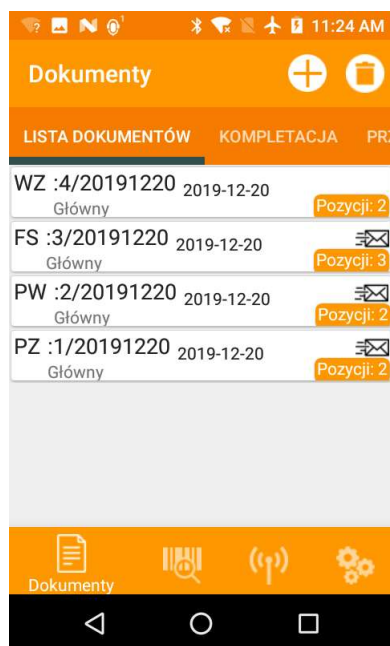 11:24 AM
Dokumenty
LISTA DOKUMENTÓW KOMPLETACJA
WZ :4/20191220 2019-12-20
Główny Pozycji: 2
FS :3/20191220 2019-12-20
Główny Pozycji: 3
PW :2/20191220 2019-12-20
Główny Pozycji: 2
PZ :1/20191220 2019-12-20
Główny Pozycji: 2
Dokumenty